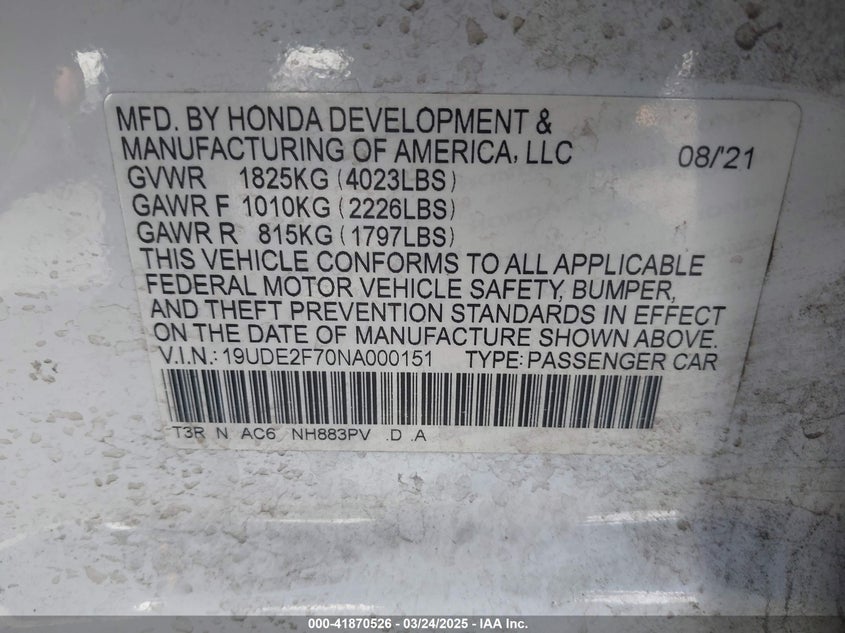 MFD. BY HONDA DEVELOPMENT &
MANUFACTURING OF AMERICA, LLC 08/'21
GVWR 1825KG (4023LBS)
GAWR F 1010KG (2226LBS)
GAWR R 815KG (1797LBS)
THIS VEHICLE CONFORMS TO ALL APPLICABLE
FEDERAL MOTOR VEHICLE SAFETY, BUMPER,
AND THEFT PREVENTION STANDARDS IN EFFECT
ON THE DATE OF MANUFACTURE SHOWN ABOVE.
V.I.N.: 19UDE2F70NA000151 TYPE: PASSENGER CAR
T3R N AC6 NH883PV .D .A
000-41870526 - 03/24/2025 - IAA Inc.